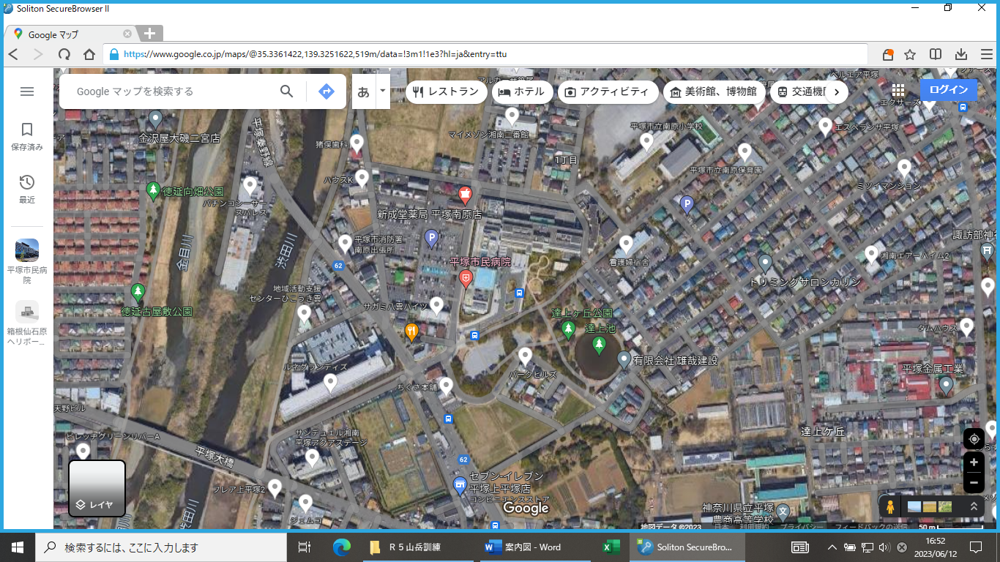 Soliton SecureBrowser II
Google マップ
https://www.google.co.jp/maps/@35.3361422,139.3251622,519m/data=!3m1!1e3?hl=ja&entry=ttu
Google マップを検索する
あ
レストラン
ホテル
アクティビティ
美術館、博物館
交通機関
ログイン
保存済み
最近
平塚市民病
院
箱根仙石原
ヘリポー...
金沢屋大磯二宮店
平塚秦野線
猪俣歯科
マイメゾン湘南二番館
1丁目
平塚市立南原小学校
平塚市立南原保育園
ベルエア平塚
エスペランサ平塚
ミツイマンション
徳延向畑公園
パチンコシーサー
スパレス
ハウスK
新成堂薬局 平塚南原店
P
P
金目川
渋田川
平塚市消防署
南原出張所
62
平塚市民病院
看護婦宿舎
湘南エアーハイム2
トリミングサロンカリン
徳延古屋敷公園
地域活動支援
センターひこうき雲
サガミ八雲ハイツ
達上ヶ丘公園
達上池
タムハウス
ルネグランティズ
パークヒルズ
有限会社 雄哉建設
平塚金属工業
ちくさ本舗
天野ビル
ビレッヂグリーンリバーA
平塚大橋
サンデュエル湘南
平塚アクアステージ
達上ケ丘
62
セブン-イレブン
平塚上平塚店
コンビニエンスストア
フレア上平塚2
ジェムコ
渋田川
神奈川県立平塚
農商高等学校
レイヤ
Google
地図データ ©2023
日本
利用規約
プライバシー
フィードバックの送信
50 m
検索するには、ここに入力します
R 5 山岳訓練
案内図 - Word
Soliton SecureBro...
16:52
2023/06/12